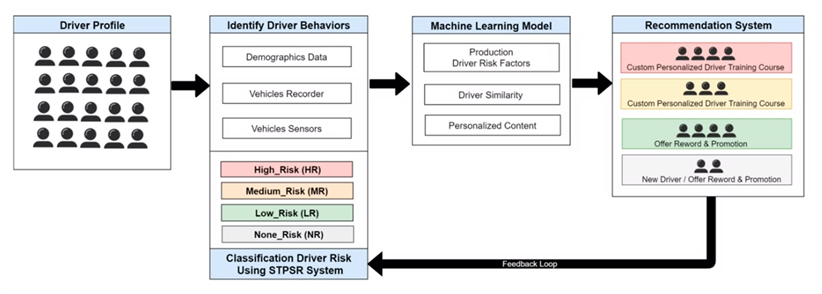 Driver Profile
Identify Driver Behaviors
Demographics Data
Vehicles Recorder
Vehicles Sensors
High_Risk (HR)
Medium_Risk (MR)
Low_Risk (LR)
None_Risk (NR)
Classification Driver Risk
Using STPSR System
Machine Learning Model
Production
Driver Risk Factors
Driver Similarity
Personalized Content
Recommendation System
Custom Personalized Driver Training Course
Custom Personalized Driver Training Course
Offer Reword & Promotion
New Driver / Offer Reword & Promotion
Feedback Loop